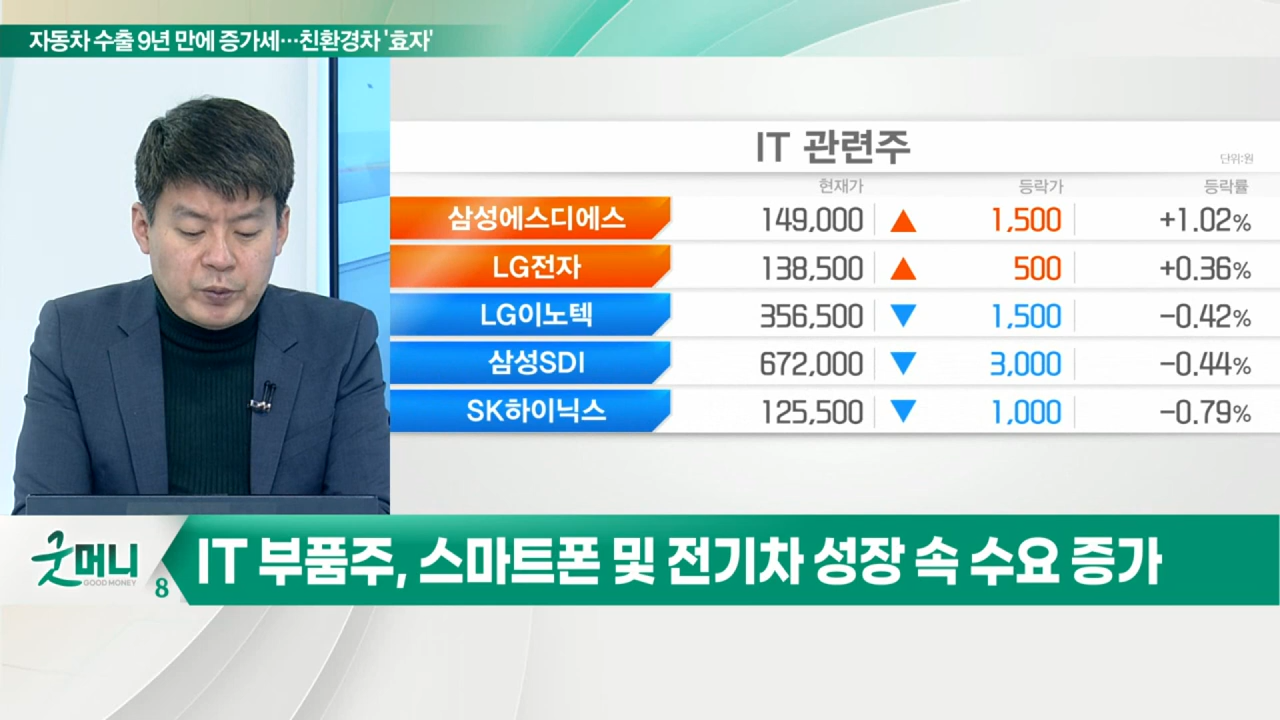 자동차 수출 9년 만에 증가세…친환경차 '효자'
IT 관련주
단위:원
현재가 등락가 등락률
삼성에스디에스 149,000 ▲ 1,500 +1.02%
LG전자 138,500 ▲ 500 +0.36%
LG이노텍 356,500 ▼ 1,500 -0.42%
삼성SDI 672,000 ▼ 3,000 -0.44%
SK하이닉스 125,500 ▼ 1,000 -0.79%
굿머니
GOOD MONEY
8
IT 부품주, 스마트폰 및 전기차 성장 속 수요 증가